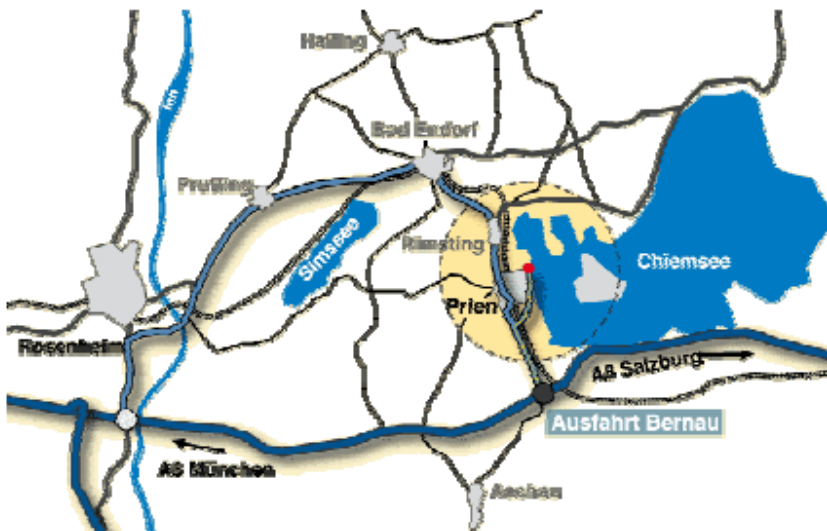 Halfing
Inn
Bad Endorf
Prutting
Rimsting
Simssee
Chiemsee
Prien
Rosenheim
A8 Salzburg
Ausfahrt Bernau
A8 München
Aschau